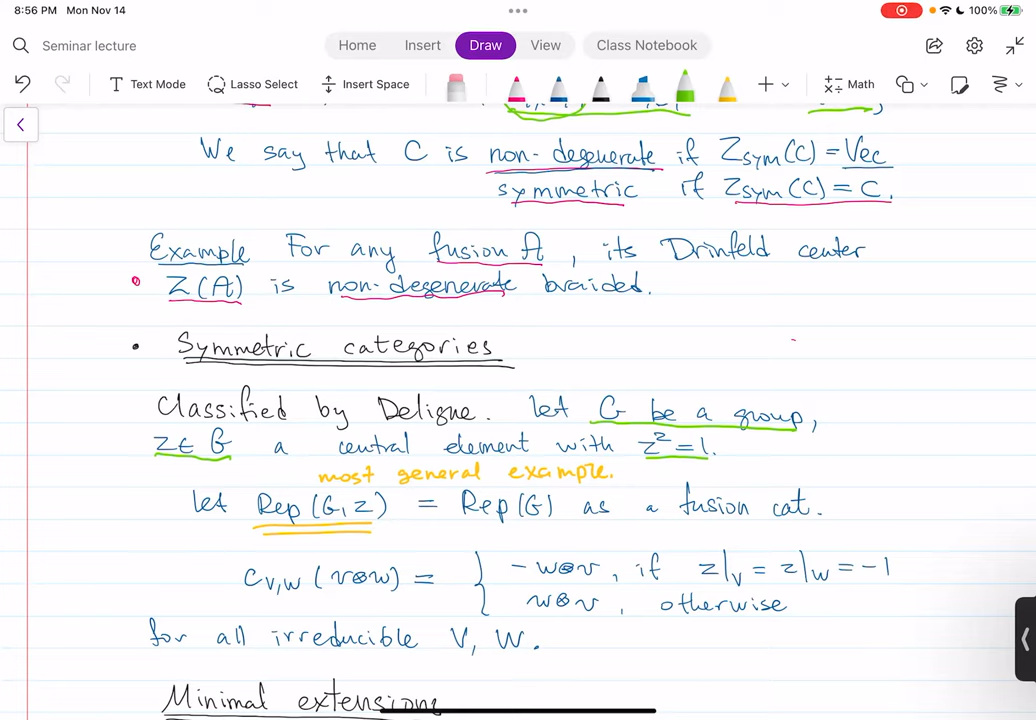 8:56 PM Mon Nov 14
100%
Seminar lecture
Home Insert Draw View Class Notebook
Text Mode Lasso Select Insert Space Math
We say that C is non-degenerate if Zsym(C) = Vec
symmetric if Zsym(C) = C.
Example For any fusion A, its Drinfeld center
Z(A) is non-degenerate braided.
• Symmetric categories
Classified by Deligne. Let G be a group,
z ∈ G a central element with z² = 1.
most general example.
Let Rep(G,z) = Rep(G) as a fusion cat.
c_{V,W}(v⊗w) = { -w⊗v, if z|_V = z|_W = -1
w⊗v, otherwise
for all irreducible V, W.
Minimal extensions